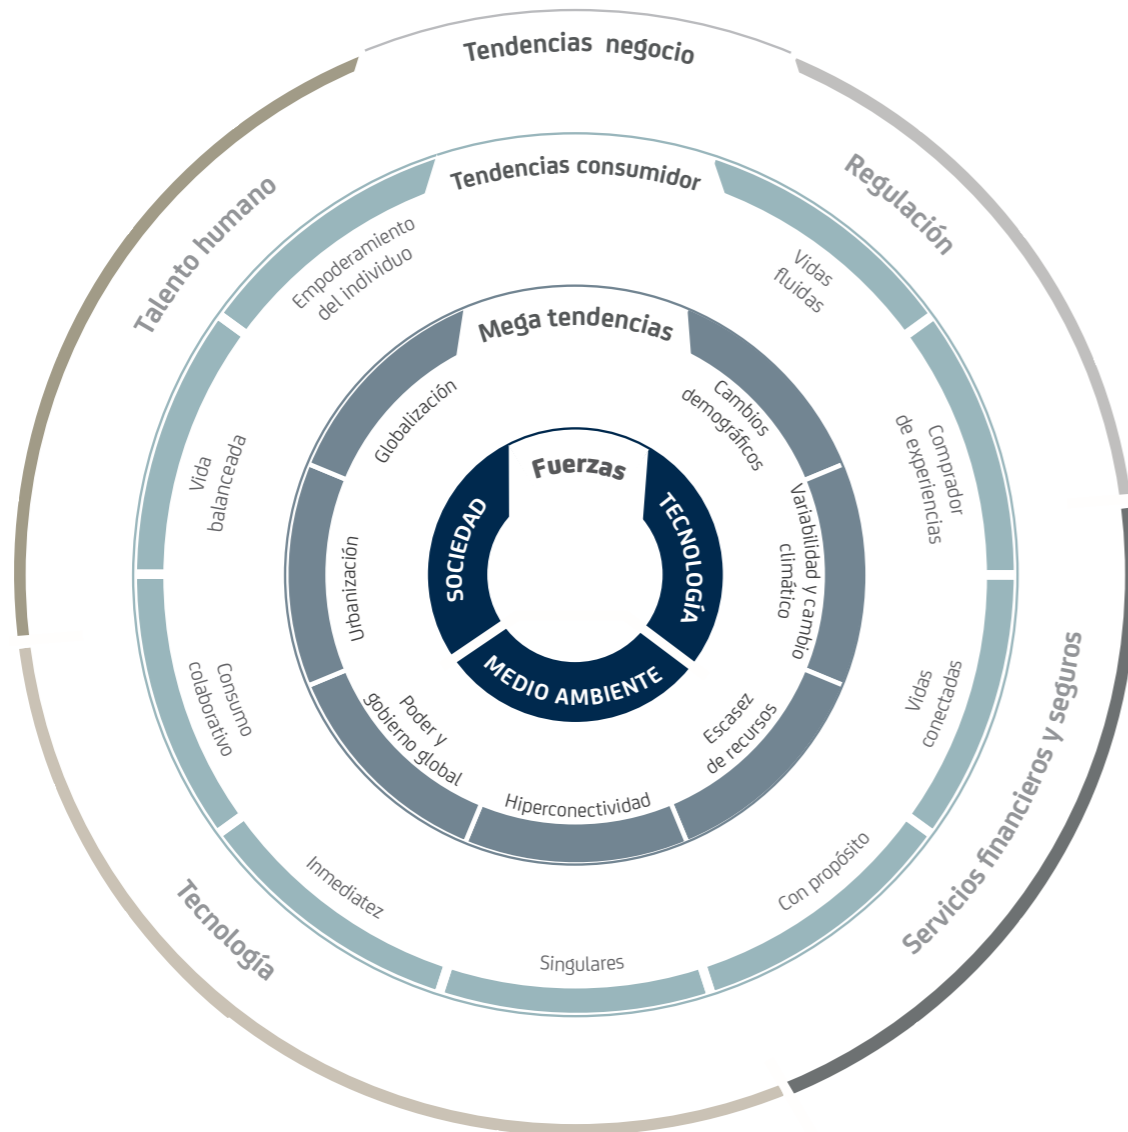 Tendencias negocio
Regulación
Servicios financieros y seguros
Tecnología
Talento humano
Tendencias consumidor
Vidas
fluidas
Comprador
de experiencias
Vidas
conectadas
Con propósito
Singulares
Inmediatez
Consumo
colaborativo
Vida
balanceada
Empoderamiento
del individuo
Mega tendencias
Cambios
demográficos
Variabilidad y cambio
climático
Escasez
de recursos
Hiperconectividad
Poder y
gobierno global
Urbanización
Globalización
Fuerzas
TECNOLOGÍA
MEDIO AMBIENTE
SOCIEDAD